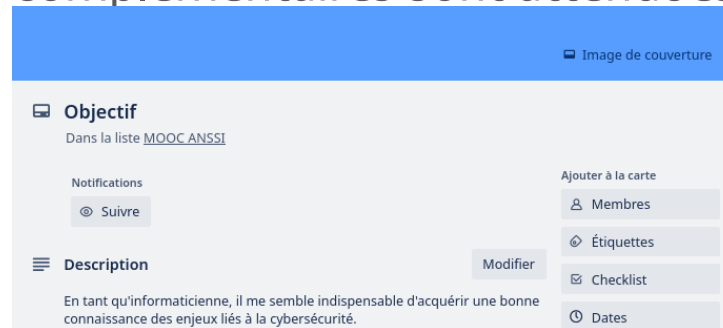 Image de couverture
Objectif
Dans la liste MOOC ANSSI
Notifications
Suivre
Ajouter à la carte
Membres
Étiquettes
Checklist
Dates
Description
Modifier
En tant qu'informaticienne, il me semble indispensable d'acquérir une bonne
connaissance des enjeux liés à la cybersécurité.